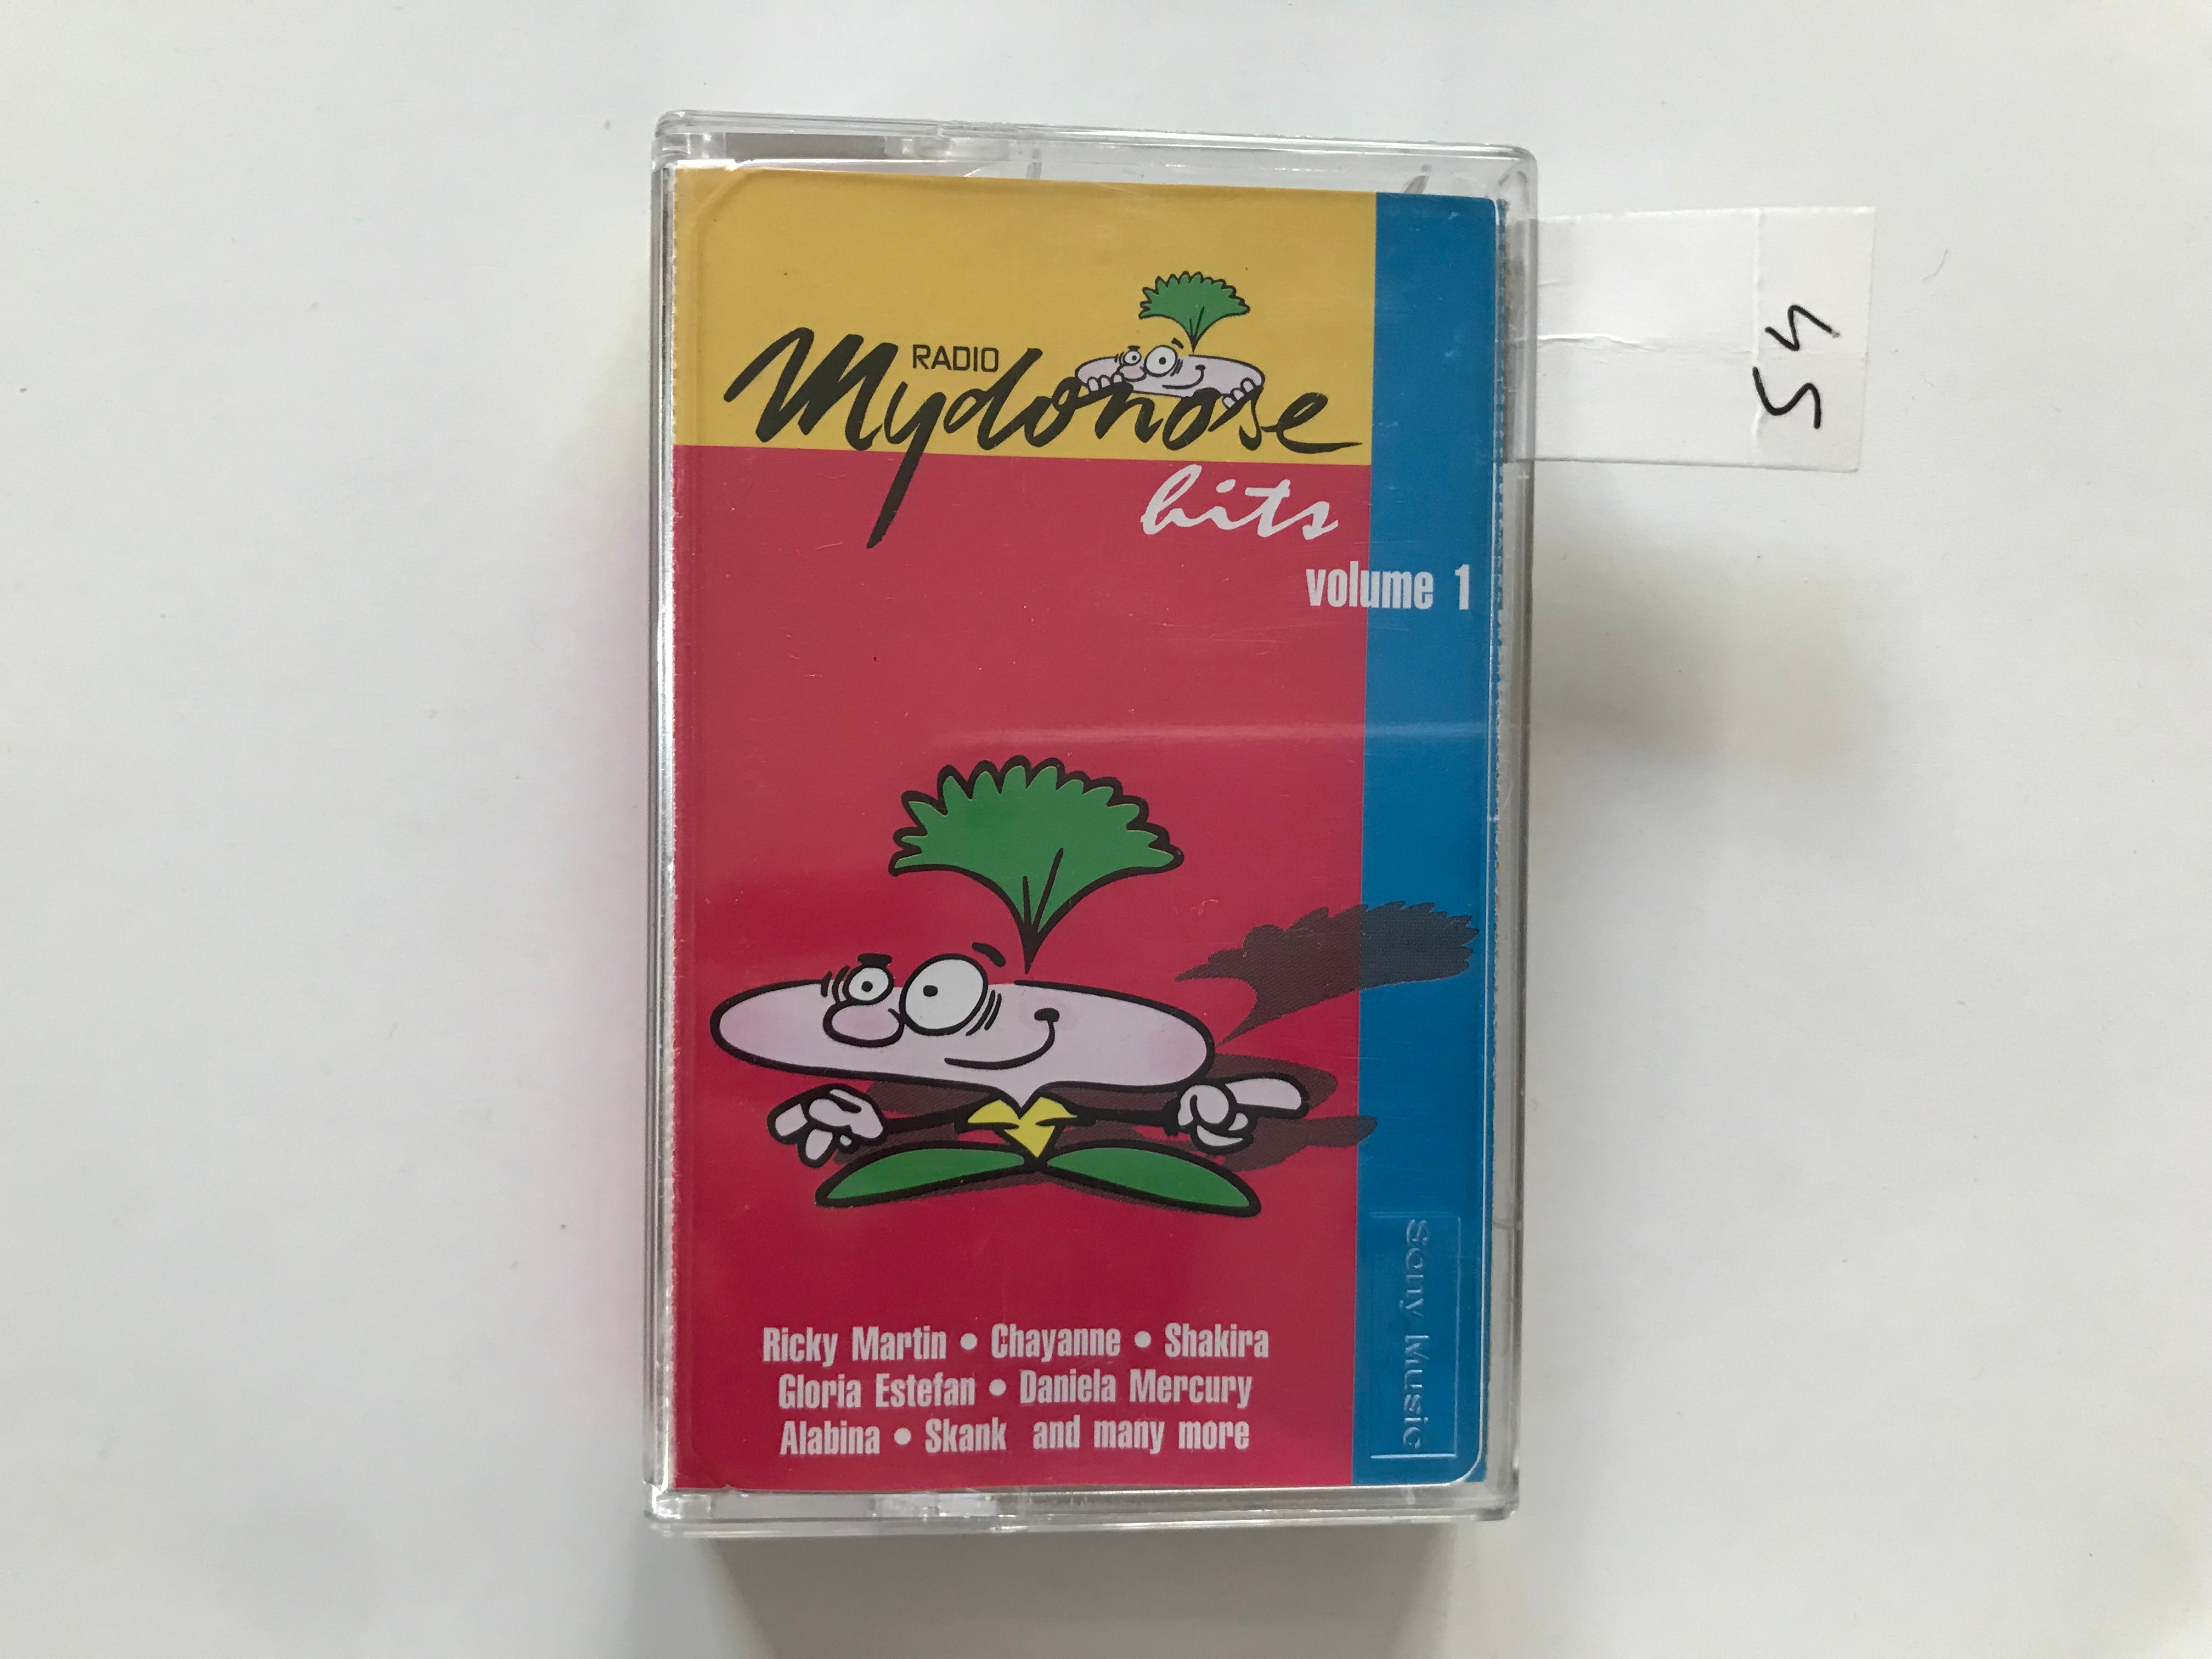 RADIO
Mydonose
hits
volume 1
Ricky Martin • Chayanne • Shakira
Gloria Estefan • Daniela Mercury
Alabina • Skank and many more
Sony Music